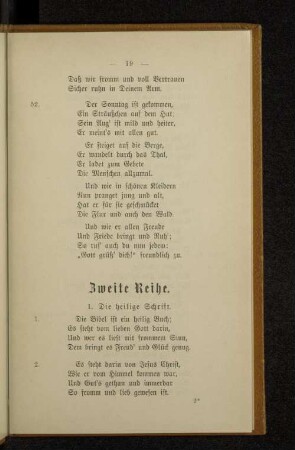 — 19 —
Daß wir fromm und voll Vertrauen
Sicher ruhn in Deinem Arm.
52. Der Sonntag ist gekommen,
Ein Sträußchen auf dem Hut;
Sein Aug' ist mild und heiter,
Er meint's mit allen gut.
Er steiget auf die Berge,
Er wandelt durch das Thal,
Er ladet zum Gebete
Die Menschen allzumal.
Und wie in schönen Kleidern
Nun pranget jung und alt,
Hat er für sie geschmücket
Die Flur und auch den Wald
Und wie er allen Freude
Und Friede bringt und Ruh;
So ruf' auch du nun jedem:
„Gott grüß' dich!“ freundlich zu.
Zweite Reihe.
1. Die heilige Schrift.
1. Die Bibel ist ein heilig Buch;
Es steht vom lieben Gott darin,
Und wer es liest mit frommem Sinn,
Dem bringt es Freud' und Glück genug.
2. Es steht darin von Jesus Christ,
Wie er vom Himmel kommen war,
Und Gut's gethan und immerdar
So fromm und lieb gewesen ist.
2*